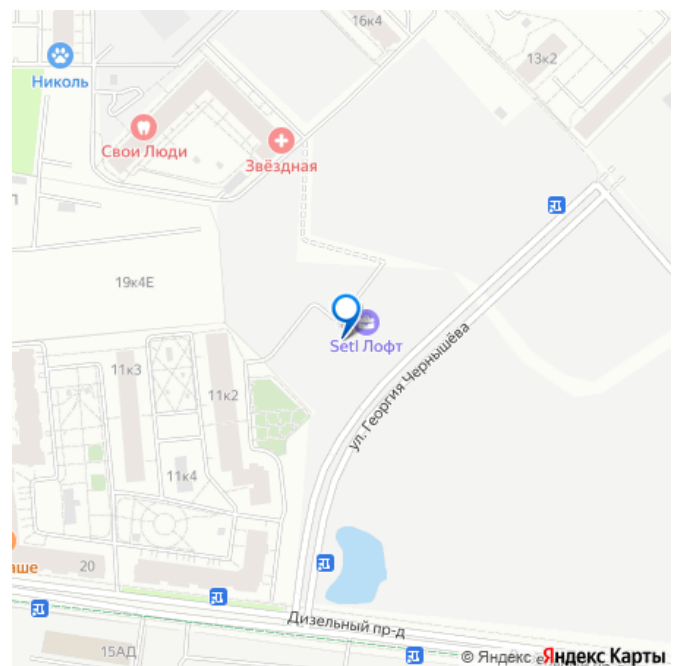 16к4
13к2
Николь
Свои Люди
Звёздная
19к4Е
Setl Лофт
ул. Георгия Чернышёва
11к3
11к2
11к4
аше
20
Дизельный пр-д
15АД
© Яндекс Яндекс Карты